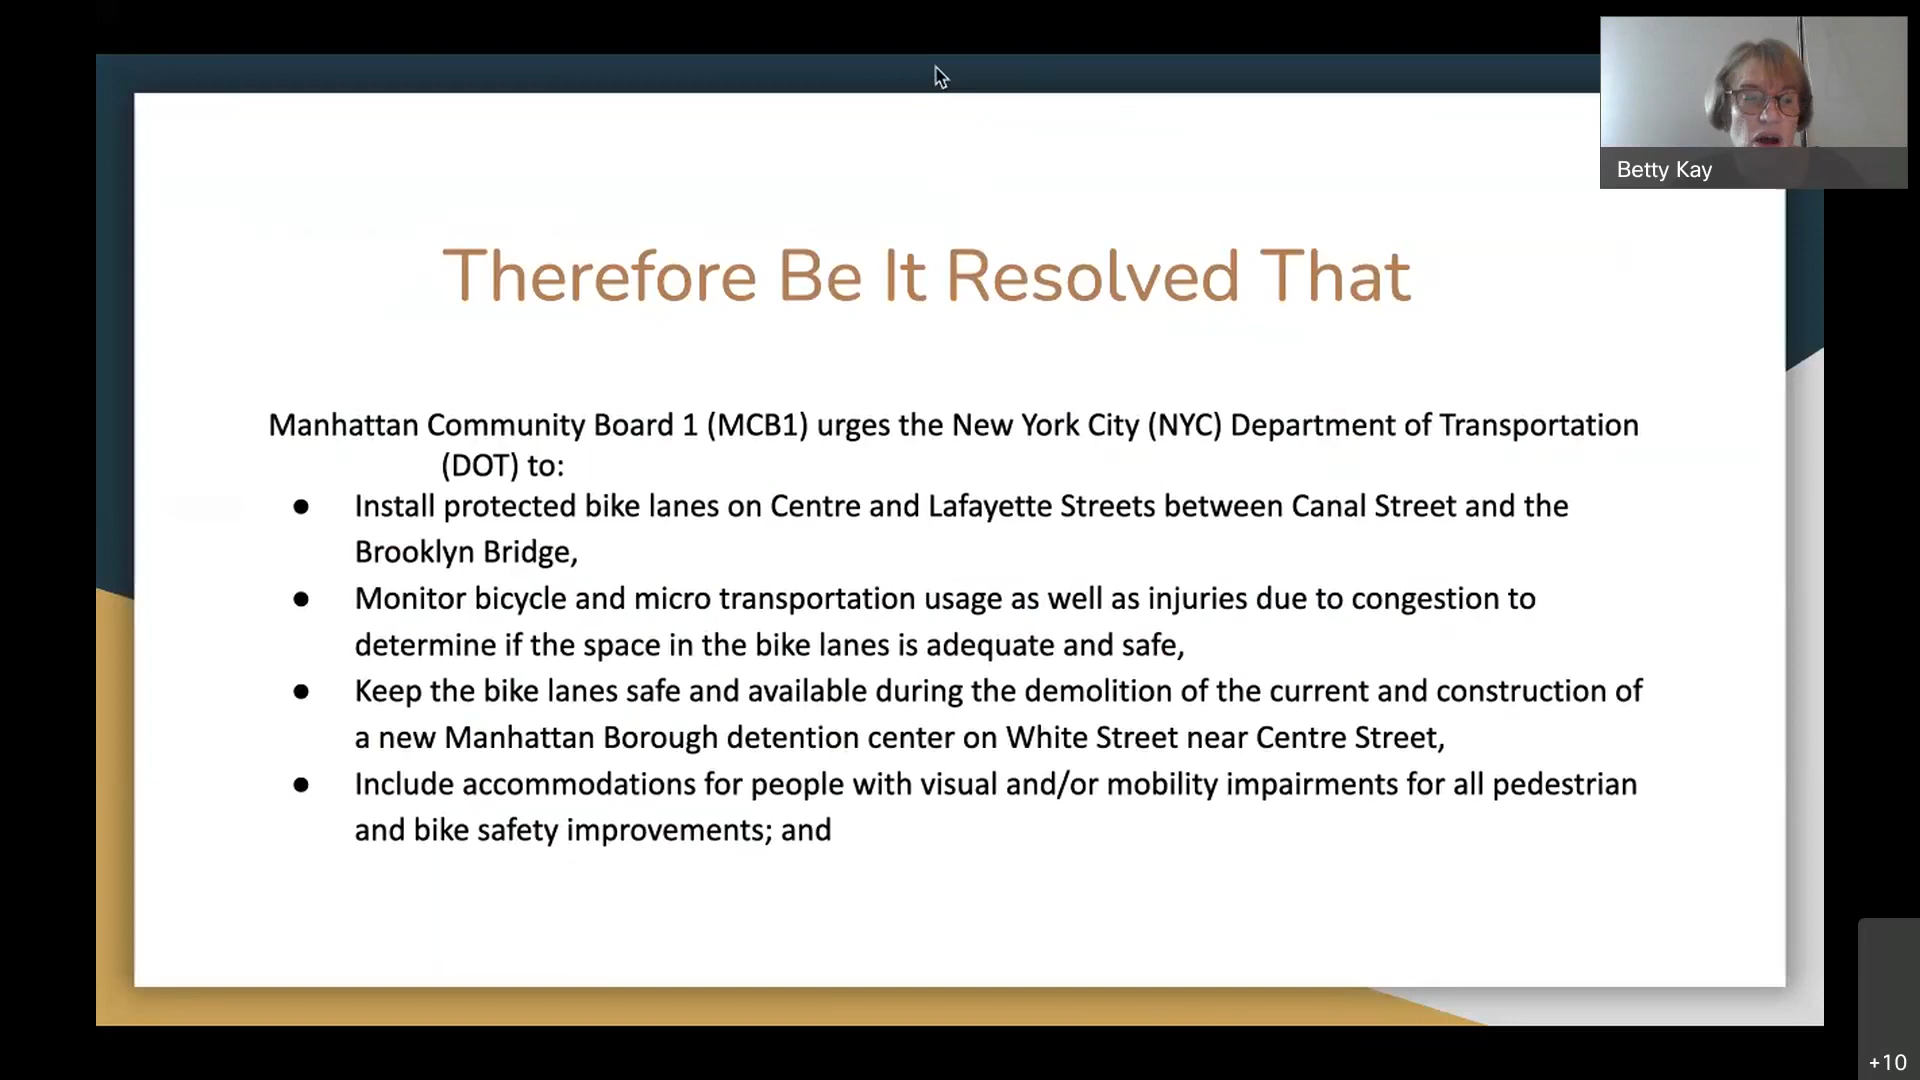 Betty Kay
Therefore Be It Resolved That
Manhattan Community Board 1 (MCB1) urges the New York City (NYC) Department of Transportation
(DOT) to:
● Install protected bike lanes on Centre and Lafayette Streets between Canal Street and the
Brooklyn Bridge,
● Monitor bicycle and micro transportation usage as well as injuries due to congestion to
determine if the space in the bike lanes is adequate and safe,
● Keep the bike lanes safe and available during the demolition of the current and construction of
a new Manhattan Borough detention center on White Street near Centre Street,
● Include accommodations for people with visual and/or mobility impairments for all pedestrian
and bike safety improvements; and
+10